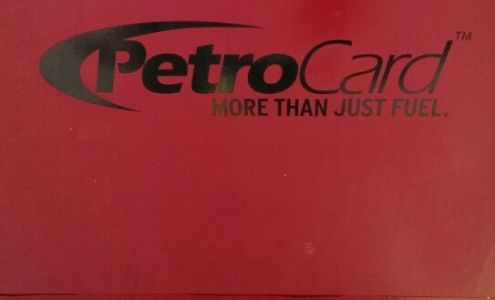 PetroCard™
MORE THAN JUST FUEL.